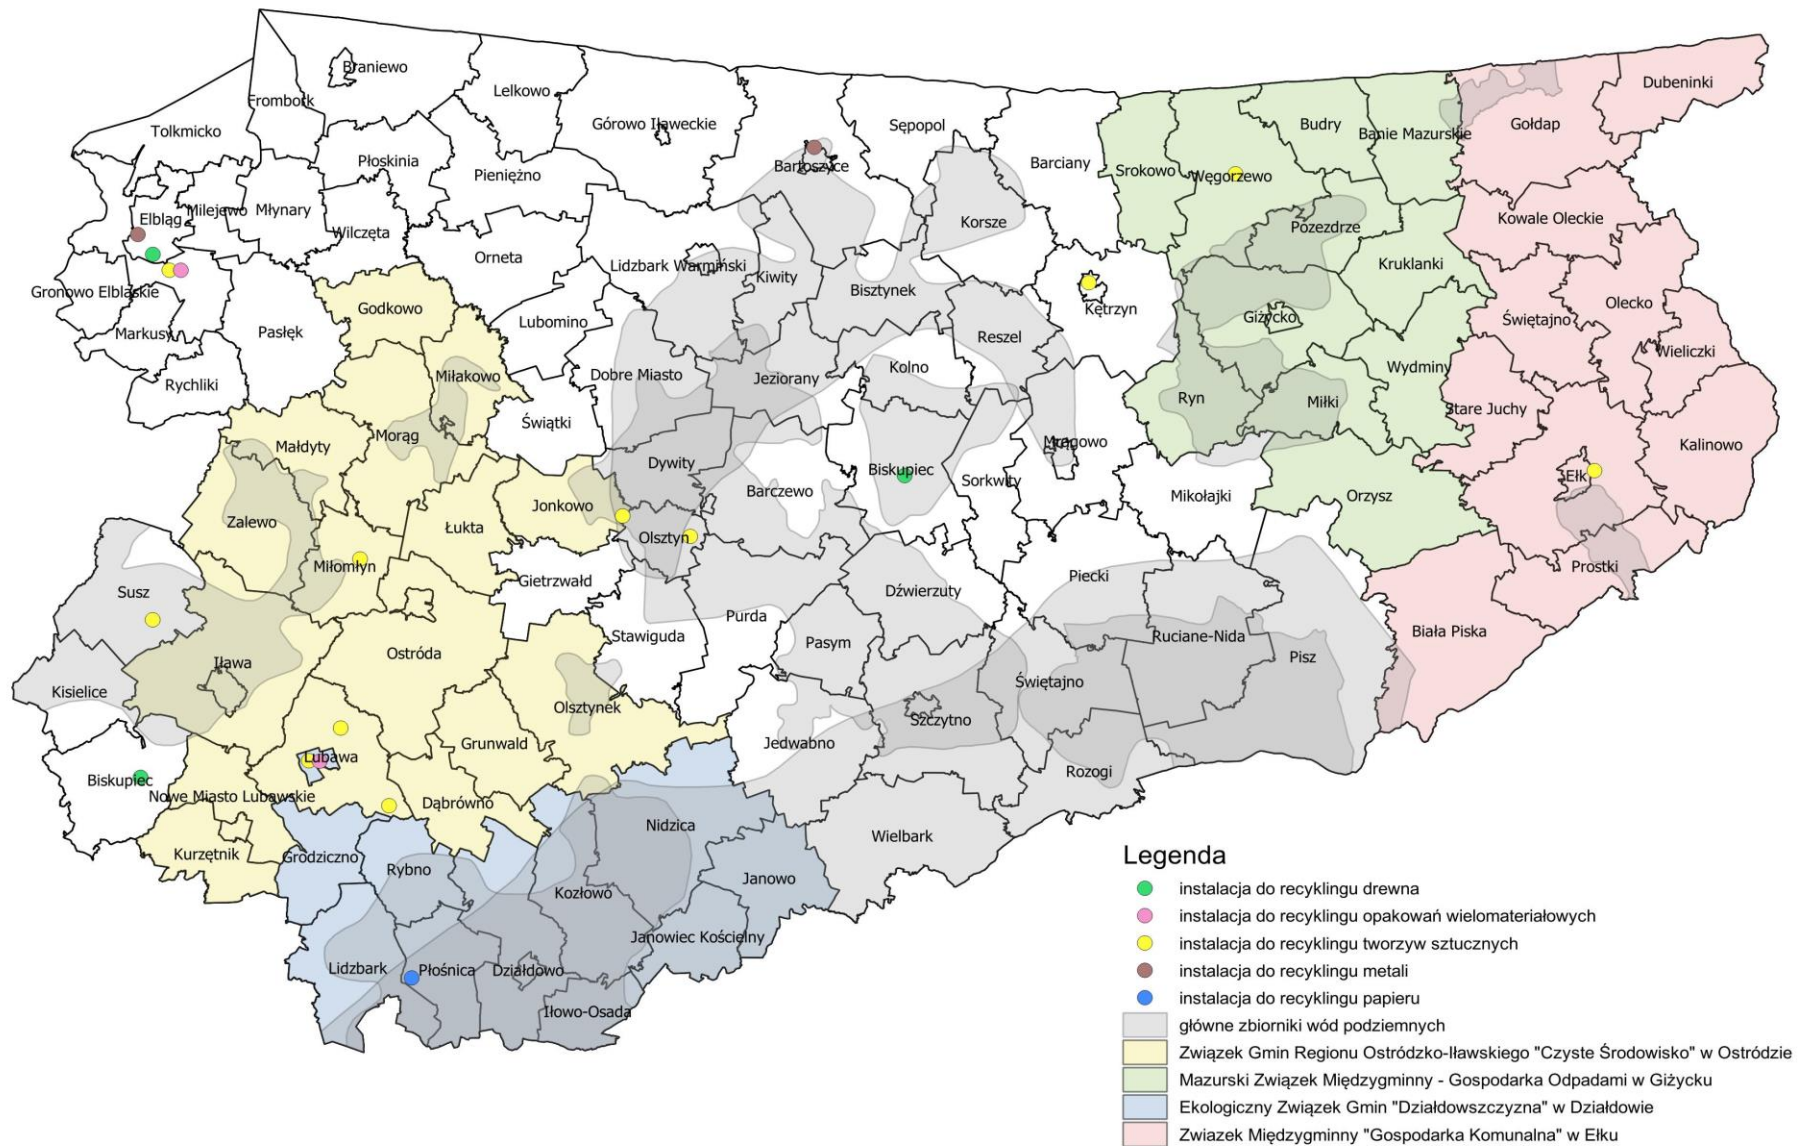 Braniewo
Lelkowo
Dubeninki
Frombork
Górowo Iławeckie
Sępopol
Budry
Banie Mazurskie
Gołdap
Tolkmicko
Płoskinia
Pieniężno
Bartoszyce
Barciany
Srokowo
Węgorzewo
Elbląg
Milejewo
Młynary
Wilczęta
Korsze
Pozezdrze
Kowale Oleckie
Orneta
Lidzbark Warmiński
Kiwity
Bisztynek
Kruklanki
Gronowo Elbląskie
Godkowo
Lubomino
Kętrzyn
Giżycko
Świętajno
Olecko
Markusy
Pasłęk
Reszel
Wieliczki
Rychliki
Miłakowo
Dobre Miasto
Jeziorany
Kolno
Wydminy
Ryn
Miłki
Stare Juchy
Małdyty
Morąg
Świątki
Mrągowo
Kalinowo
Dywity
Biskupiec
Sorkwity
Ełk
Zalewo
Łukta
Jonkowo
Barczewo
Mikołajki
Orzysz
Olsztyn
Miłomłyn
Gietrzwałd
Piecki
Prostki
Susz
Dźwierzuty
Stawiguda
Purda
Pasym
Ruciane-Nida
Pisz
Biała Piska
Iława
Ostróda
Kisielice
Świętajno
Olsztynek
Szczytno
Grunwald
Jedwabno
Lubawa
Rozogi
Biskupiec
Nowe Miasto Lubawskie
Dąbrówno
Nidzica
Wielbark
Kurzętnik
Grodziczno
Rybno
Kozłowo
Janowo
Janowiec Kościelny
Lidzbark
Płośnica
Działdowo
Iłowo-Osada
Legenda
instalacja do recyklingu drewna
instalacja do recyklingu opakowań wielomateriałowych
instalacja do recyklingu tworzyw sztucznych
instalacja do recyklingu metali
instalacja do recyklingu papieru
główne zbiorniki wód podziemnych
Związek Gmin Regionu Ostródzko-Iławskiego "Czyste Środowisko" w Ostródzie
Mazurski Związek Międzygminny - Gospodarka Odpadami w Giżycku
Ekologiczny Związek Gmin "Działdowszczyzna" w Działdowie
Zwiazek Międzygminny "Gospodarka Komunalna" w Ełku